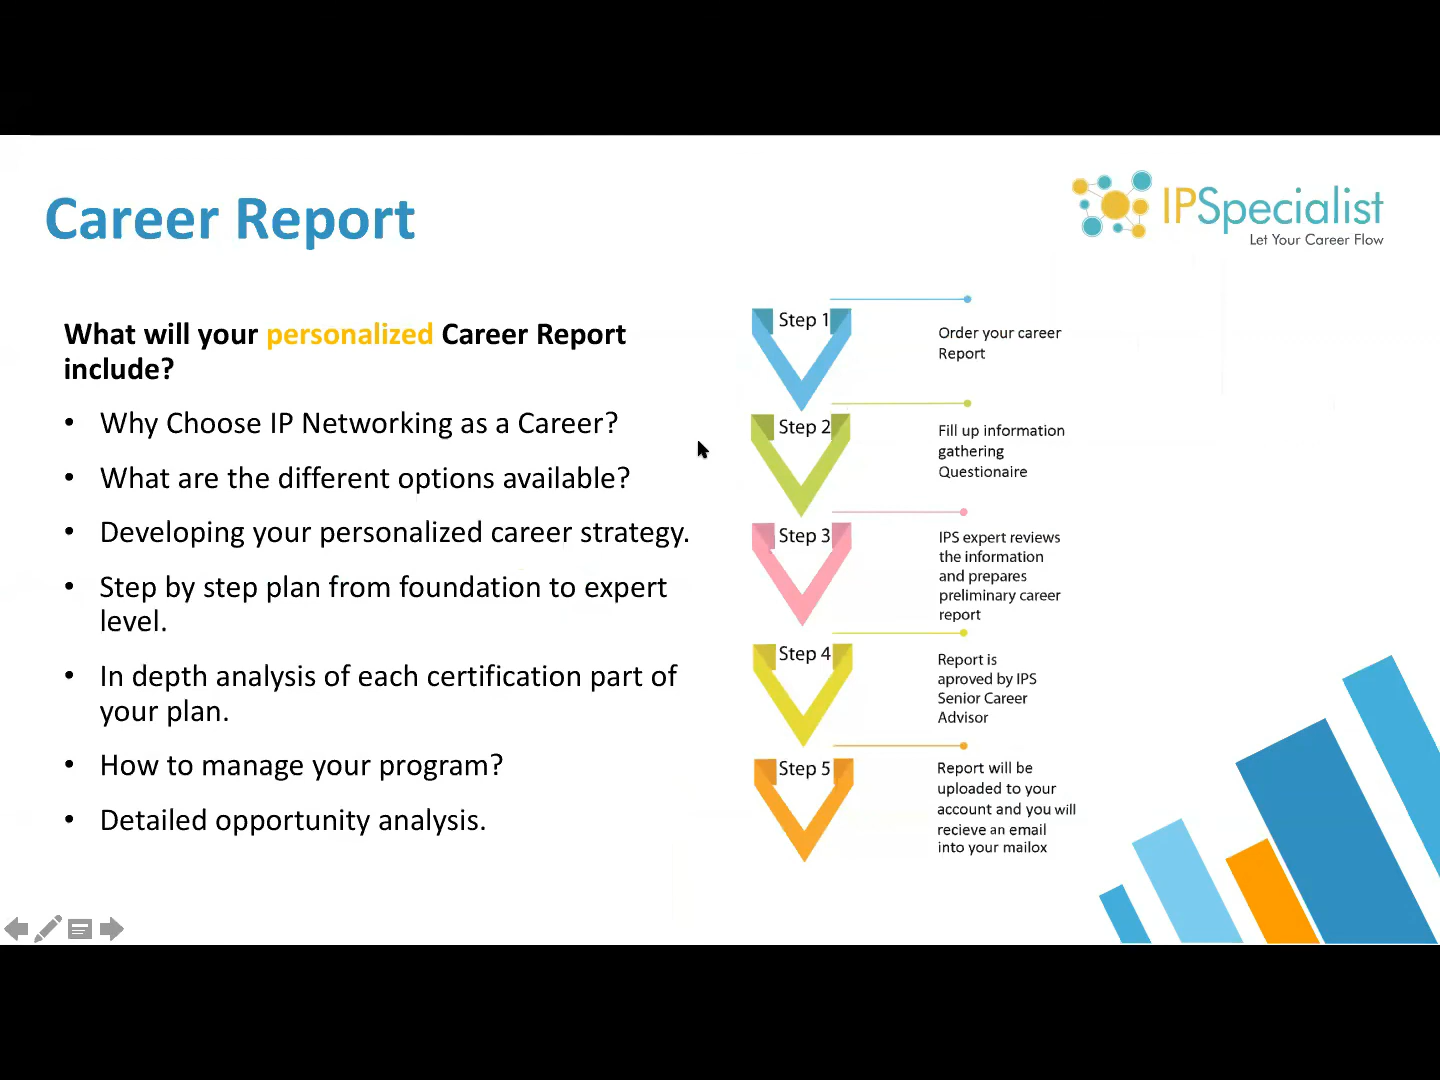 Career Report
IPSpecialist
Let Your Career Flow
What will your personalized Career Report
include?
• Why Choose IP Networking as a Career?
• What are the different options available?
• Developing your personalized career strategy.
• Step by step plan from foundation to expert
level.
• In depth analysis of each certification part of
your plan.
• How to manage your program?
• Detailed opportunity analysis.
Step 1
Order your career
Report
Step 2
Fill up information
gathering
Questionaire
Step 3
IPS expert reviews
the information
and prepares
preliminary career
report
Step 4
Report is
aproved by IPS
Senior Career
Advisor
Step 5
Report will be
uploaded to your
account and you will
recieve an email
into your mailox